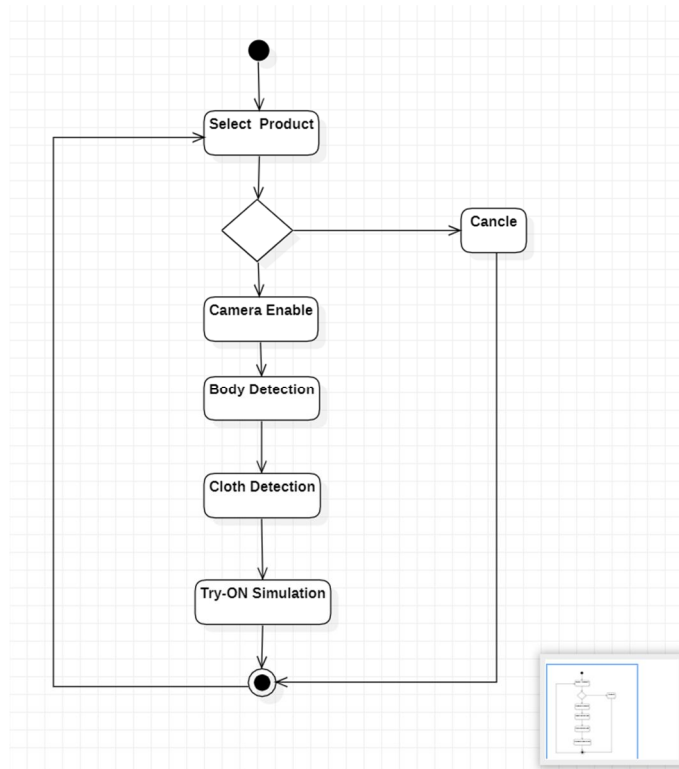 Select  Product
Cancle
Camera Enable
Body Detection
Cloth Detection
Try-ON Simulation